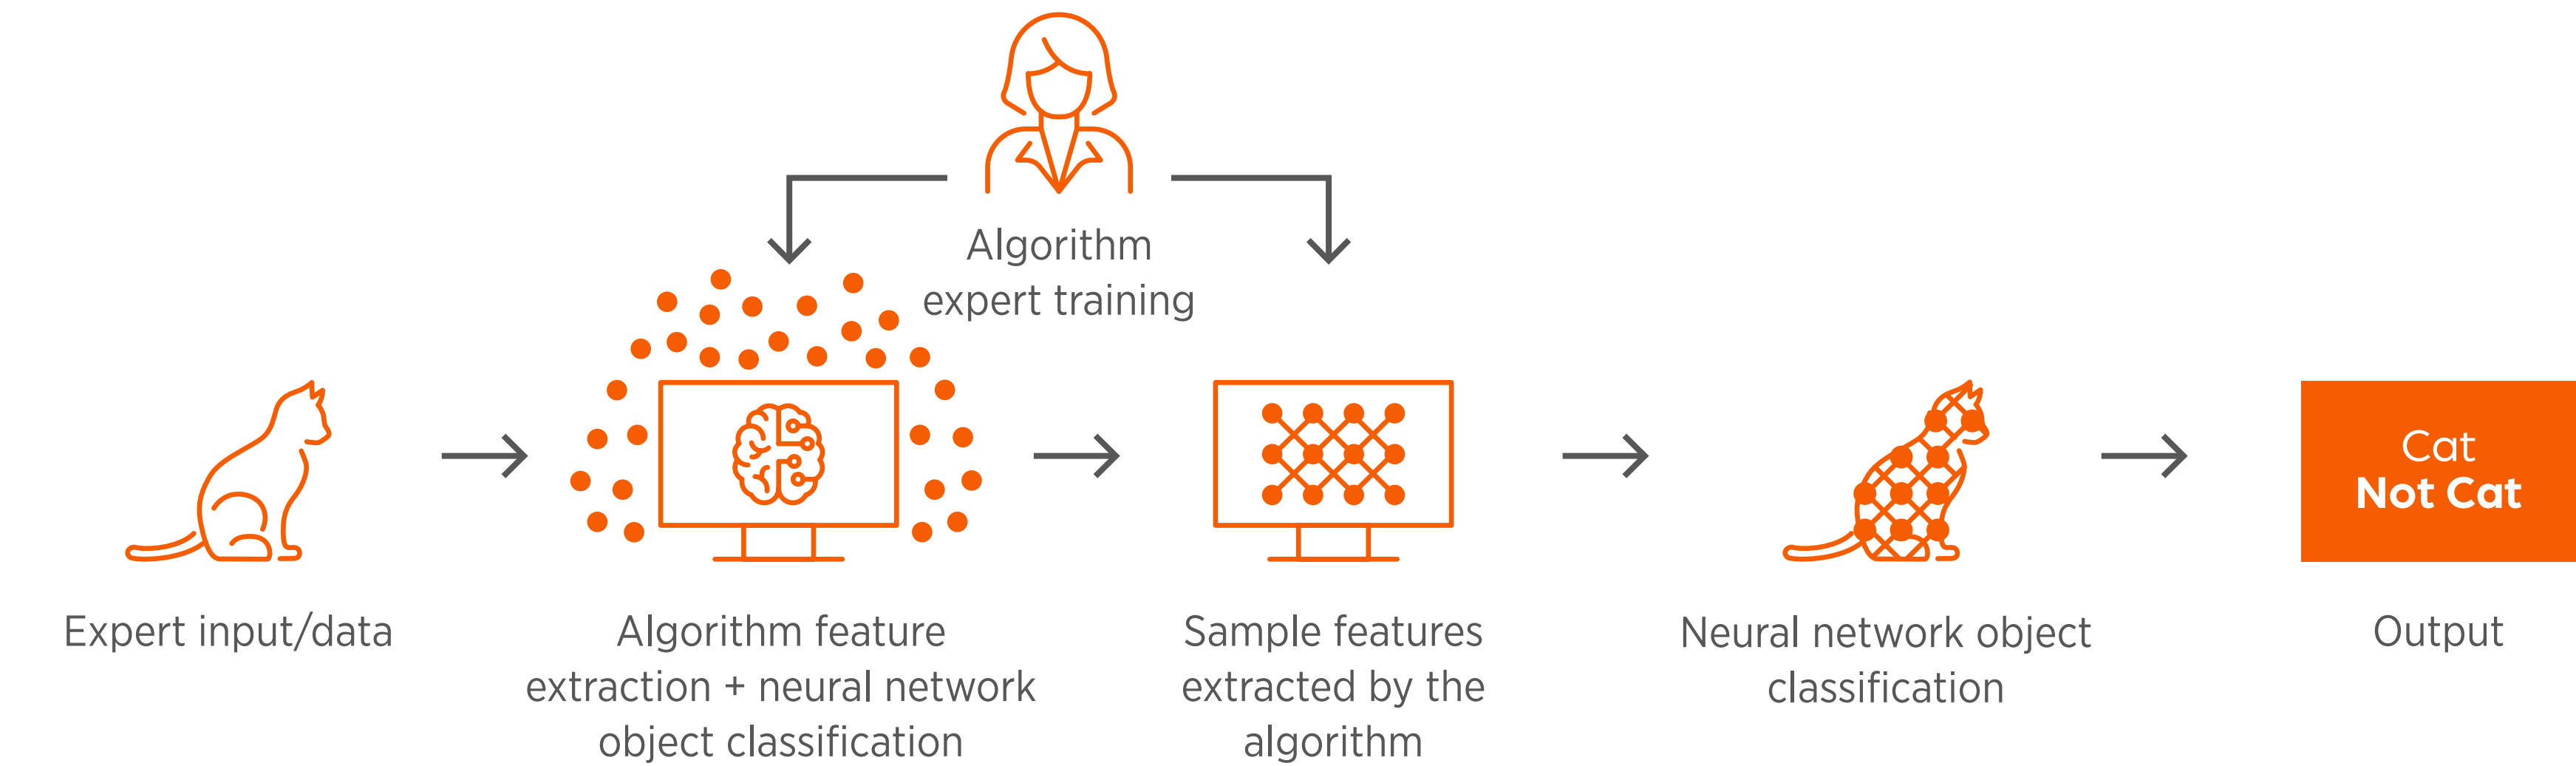 Algorithm
expert training
Expert input/data
Algorithm feature
extraction + neural network
object classification
Sample features
extracted by the
algorithm
Neural network object
classification
Cat
Not Cat
Output